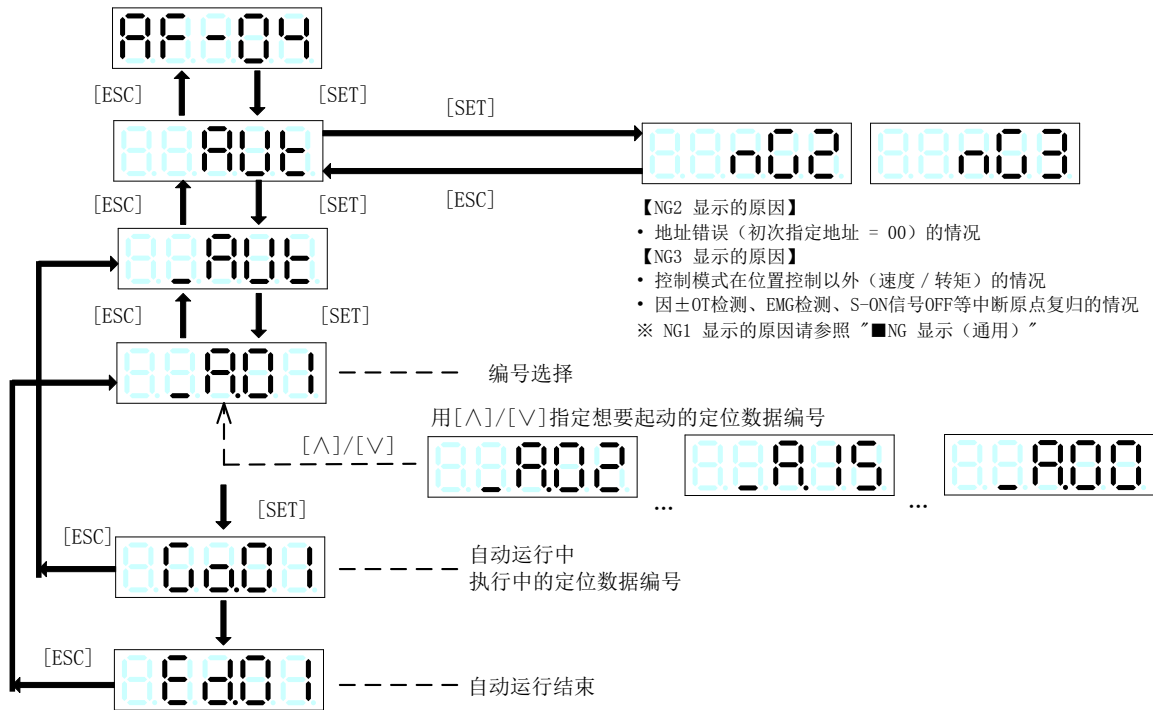 AF-04
[ESC]
[SET]
[SET]
AUt
nG2
nG3
[ESC]
[ESC]
[SET]
【NG2 显示的原因】
• 地址错误（初次指定地址 = 00）的情况
【NG3 显示的原因】
• 控制模式在位置控制以外（速度／转矩）的情况
• 因±OT检测、EMG检测、S-ON信号OFF等中断原点复归的情况
※ NG1 显示的原因请参照 "■NG 显示（通用）"
_AUt
[ESC]
[SET]
_A.01
编号选择
用[∧]/[∨]指定想要起动的定位数据编号
[∧]/[∨]
_A.02
...
_A.15
...
_A.00
[SET]
[ESC]
Go.01
自动运行中
执行中的定位数据编号
[ESC]
Ed.01
自动运行结束